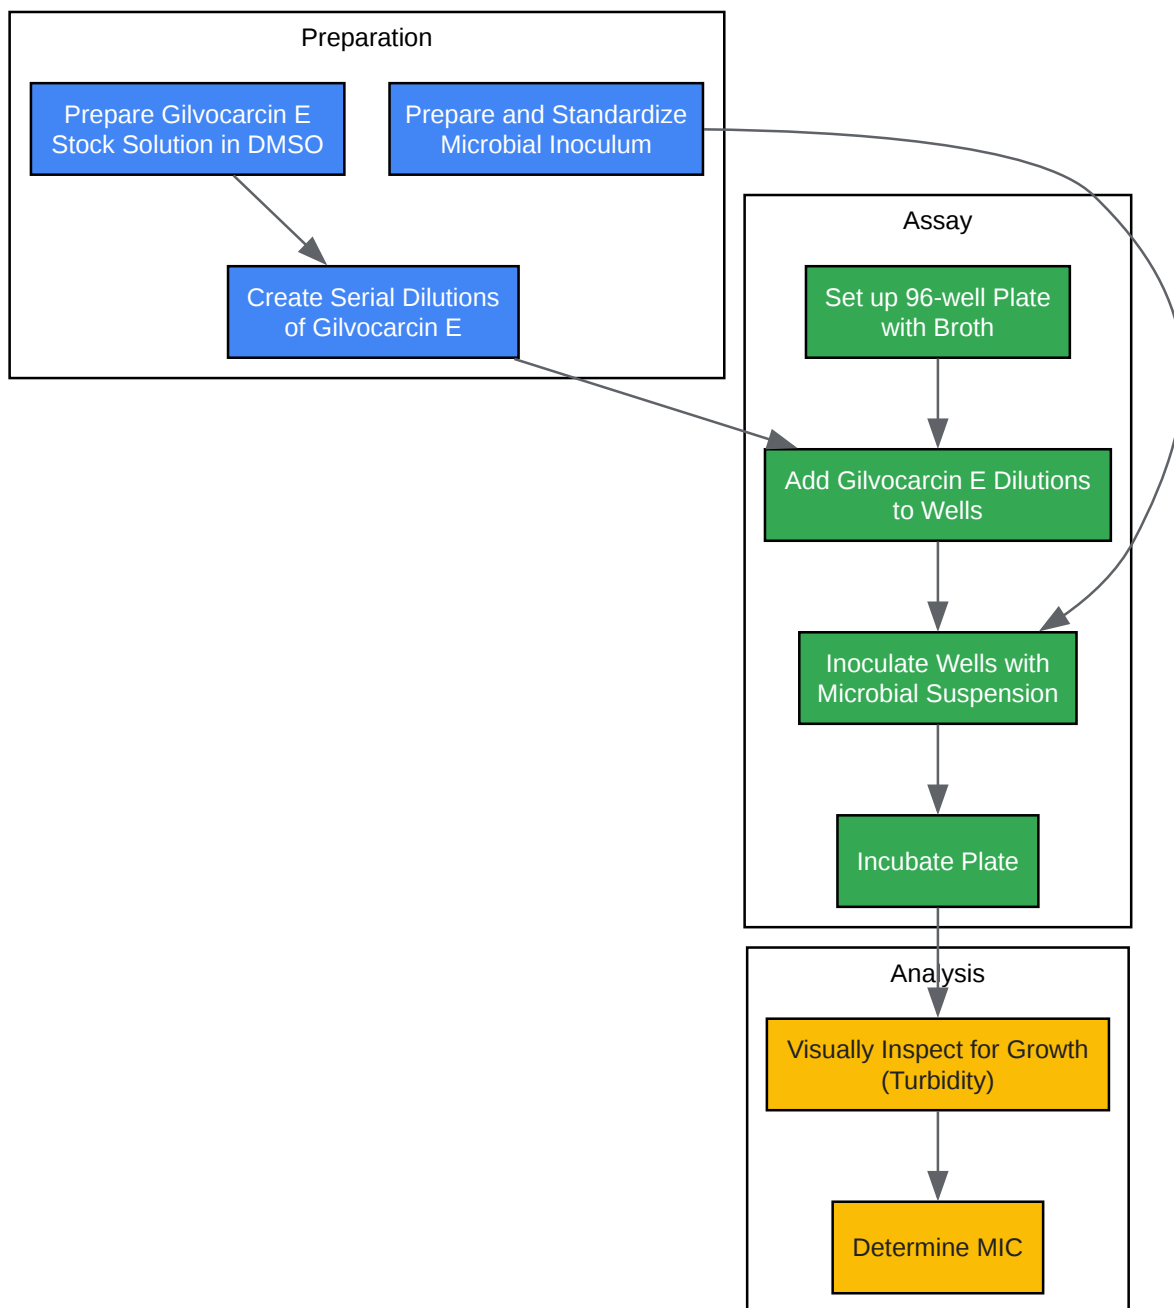 Preparation
Prepare Gilvocarcin E
Stock Solution in DMSO
Prepare and Standardize
Microbial Inoculum
Create Serial Dilutions
of Gilvocarcin E
Assay
Set up 96-well Plate
with Broth
Add Gilvocarcin E Dilutions
to Wells
Inoculate Wells with
Microbial Suspension
Incubate Plate
Analysis
Visually Inspect for Growth
(Turbidity)
Determine MIC